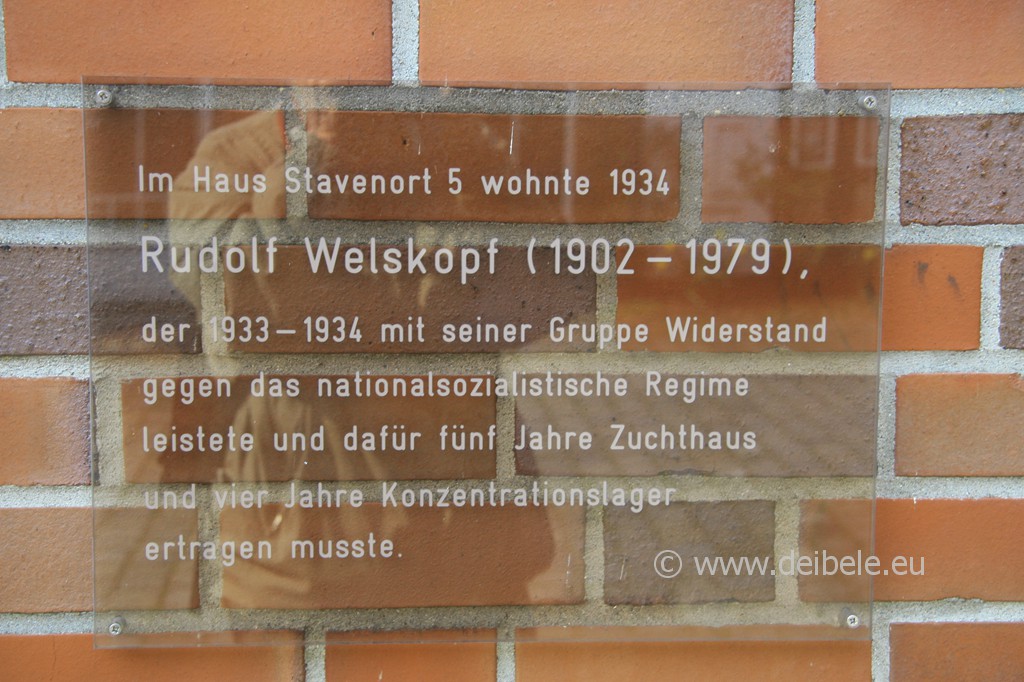 Im Haus Stavenort 5 wohnte 1934
Rudolf Welskopf (1902 – 1979),
der 1933 – 1934 mit seiner Gruppe Widerstand
gegen das nationalsozialistische Regime
leistete und dafür fünf Jahre Zuchthaus
und vier Jahre Konzentrationslager
ertragen musste.
© www.deibele.eu